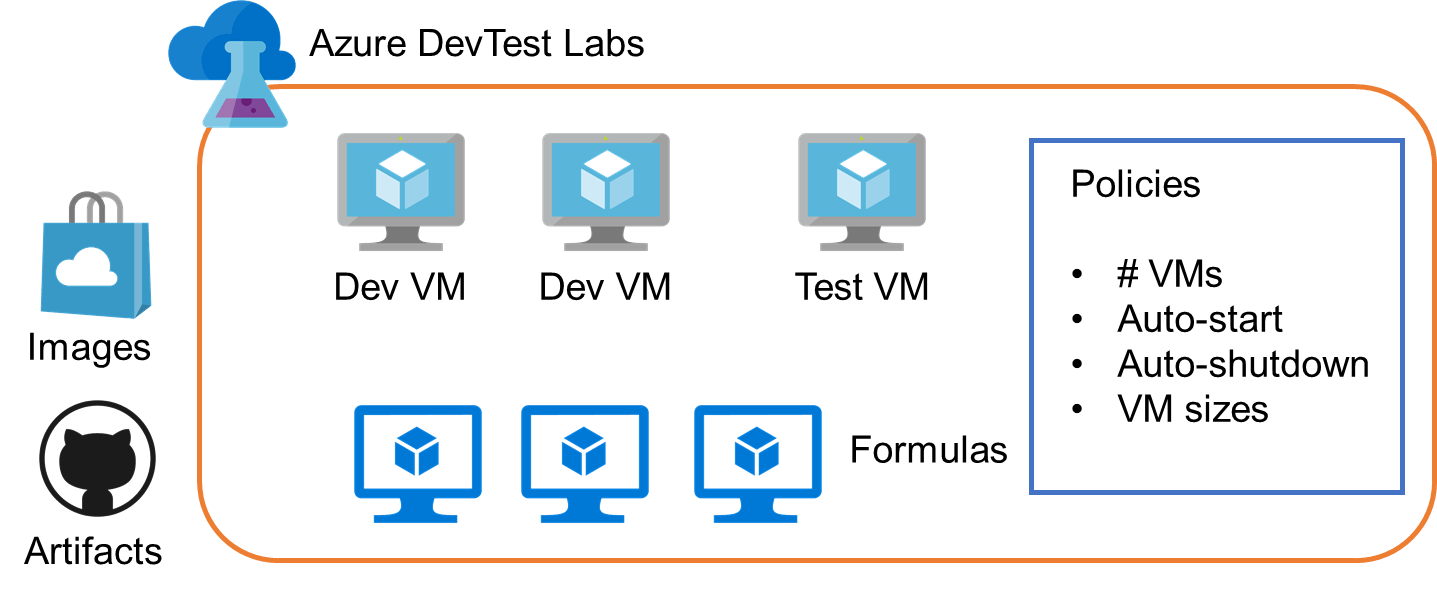 Azure DevTest Labs
Dev VM
Dev VM
Test VM
Policies
• # VMs
• Auto-start
• Auto-shutdown
• VM sizes
Images
Formulas
Artifacts